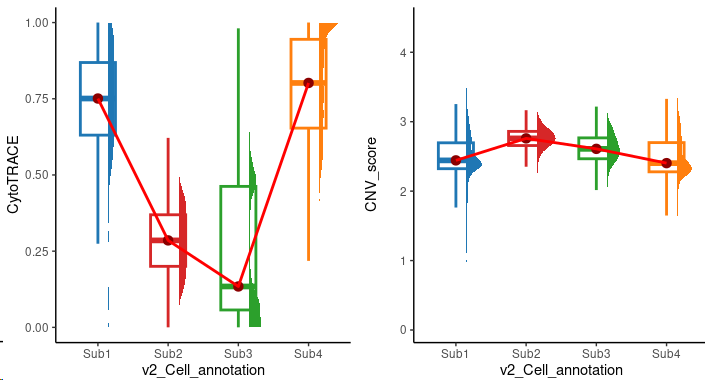 CytoTRACE
1.00
0.75
0.50
0.25
0.00
Sub1 Sub2 Sub3 Sub4
v2_Cell_annotation
CNV_score
4
3
2
1
0
Sub1 Sub2 Sub3 Sub4
v2_Cell_annotation